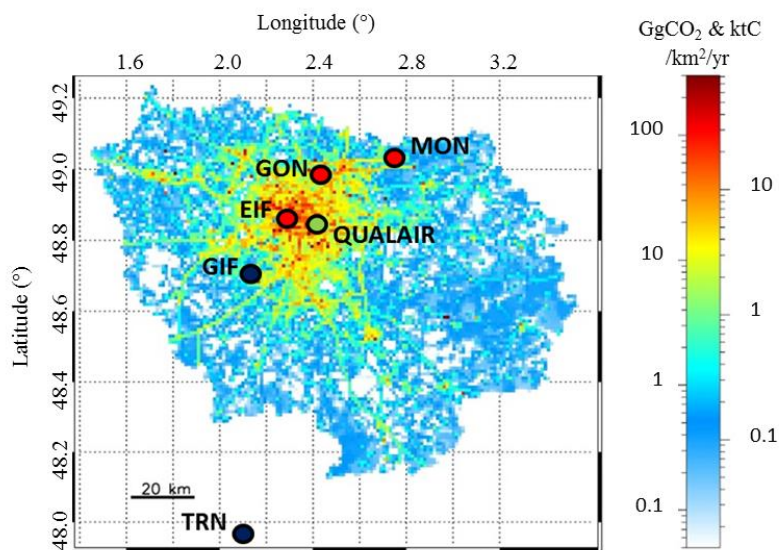 Longitude (°)
1.6 2.0 2.4 2.8 3.2
GgCO₂ & ktC
/km²/yr
Latitude (°)
49.2
49.0
48.8
48.6
48.4
48.2
48.0
MON
GON
EIF
QUALAIR
GIF
20 km
TRN
100
10
1
0.1
10
1
0.1